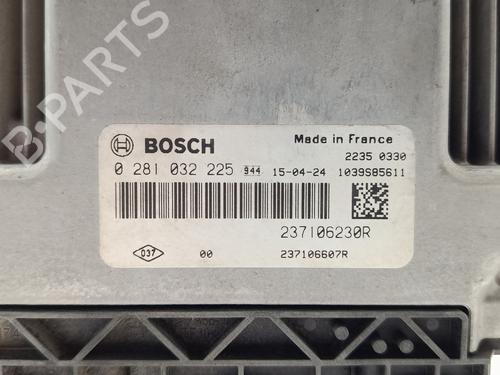 BOSCH
Made in France
2235 0330
0 281 032 225 944 15-04-24 1039S85611
237106230R
037 00 237106607R
B-PARTS